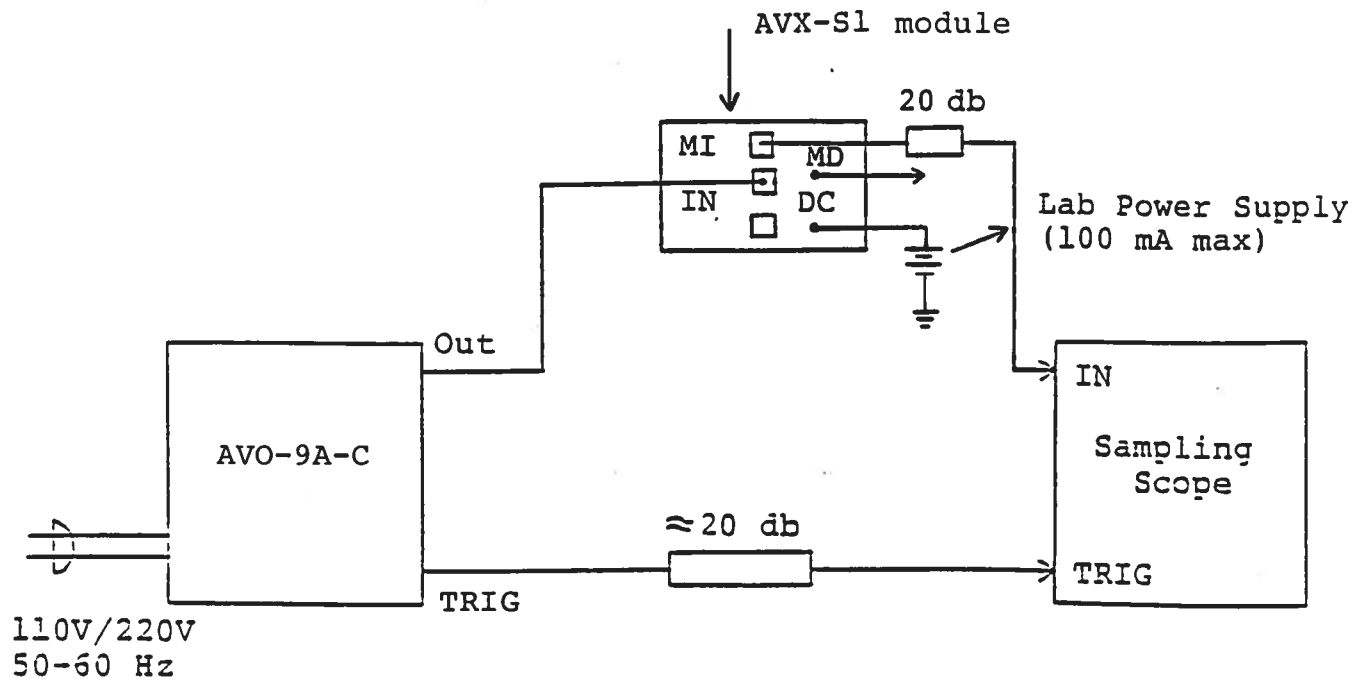 AVX-S1 module
20 db
MI
MD
IN
DC
Lab Power Supply
(100 mA max)
Out
IN
AVO-9A-C
Sampling
Scope
≈20 db
TRIG
TRIG
110V/220V
50-60 Hz